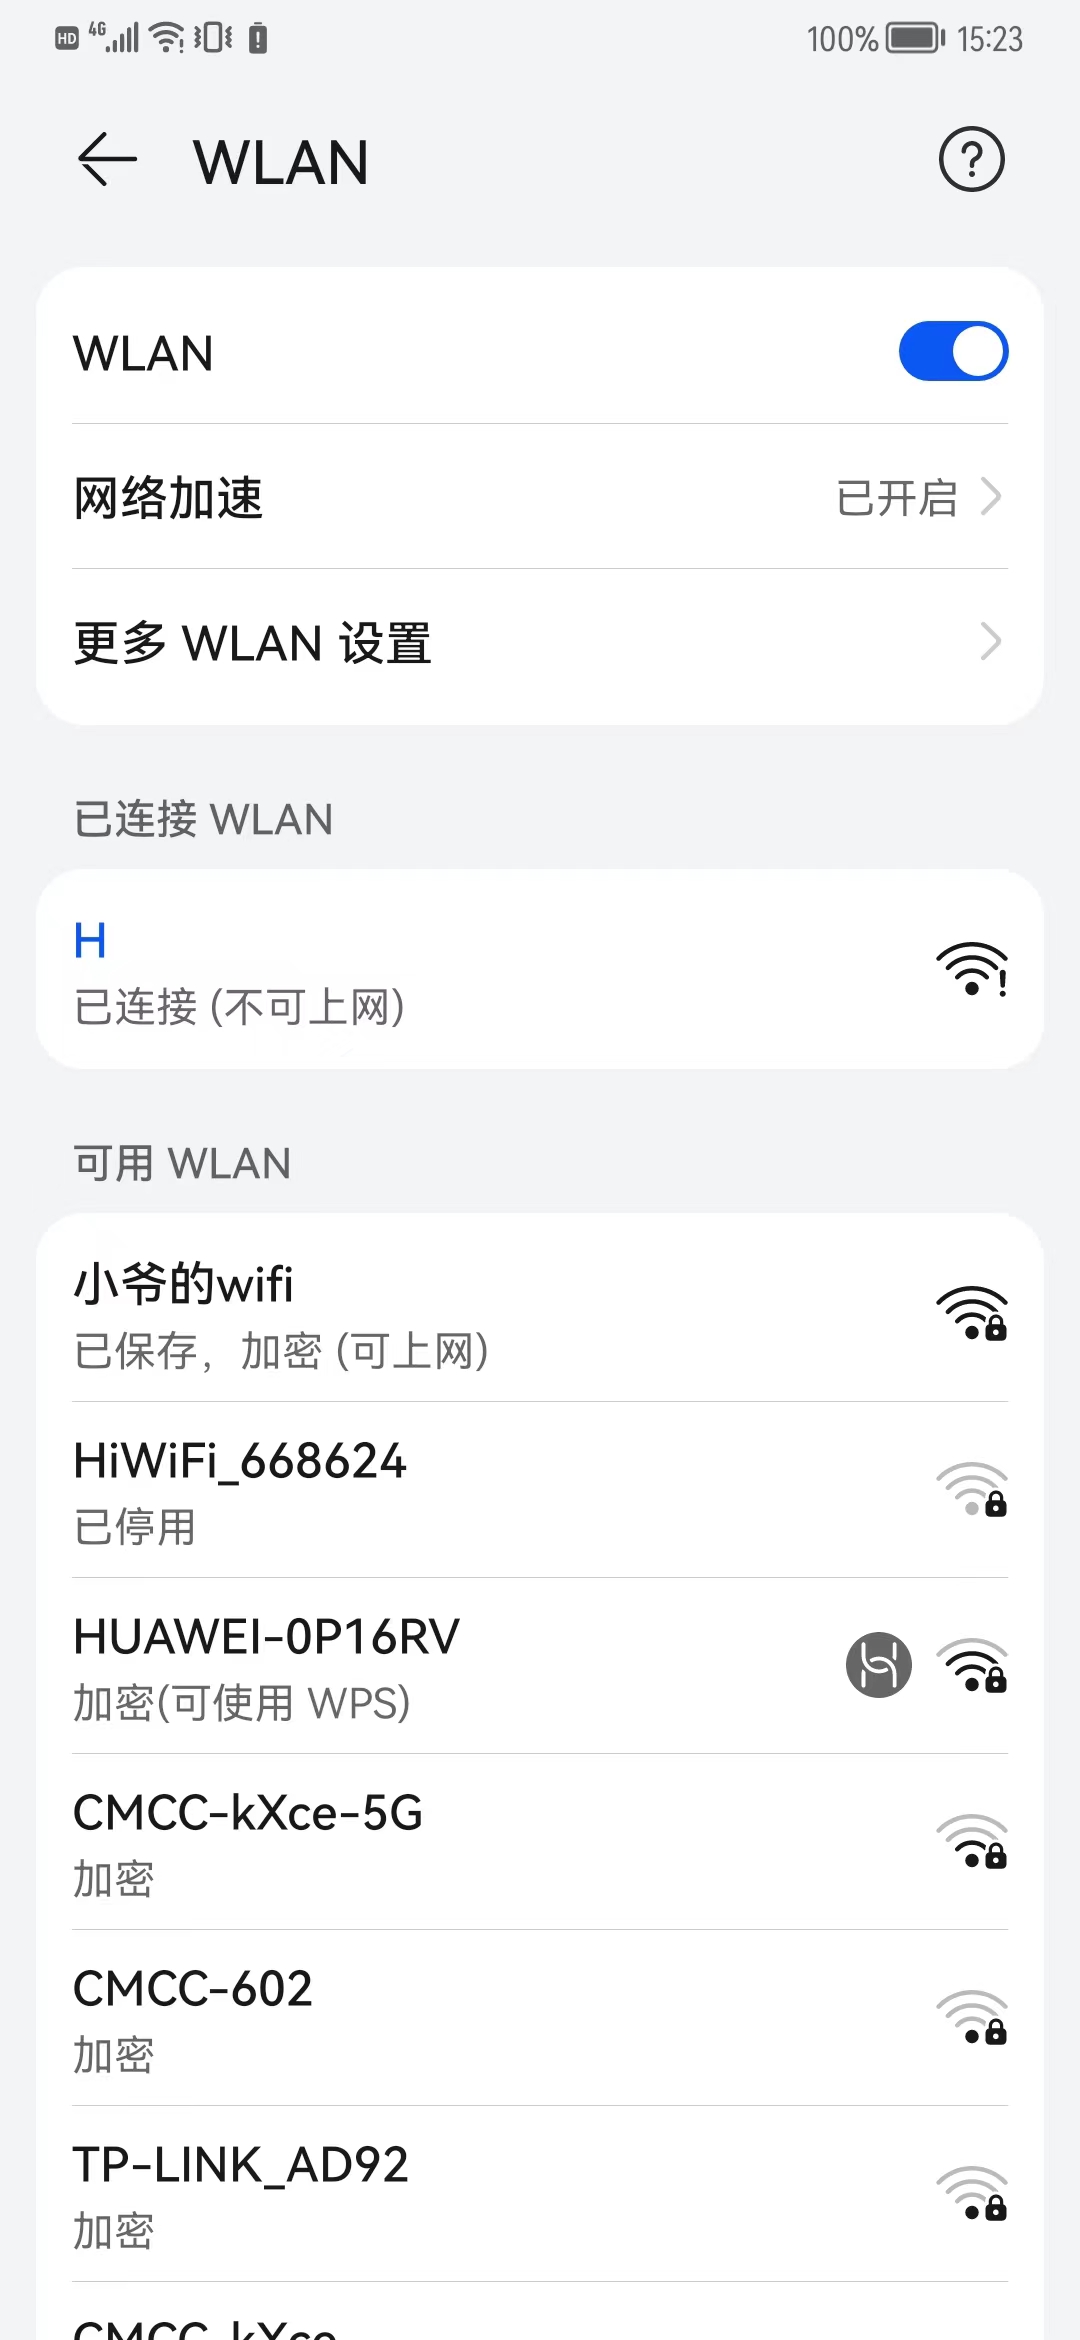 HD 4G 100% 15:23
WLAN
WLAN
网络加速 已开启
更多 WLAN 设置
已连接 WLAN
H
已连接 (不可上网)
可用 WLAN
小爷的wifi
已保存，加密 (可上网)
HiWiFi_668624
已停用
HUAWEI-0P16RV
加密(可使用 WPS)
CMCC-kXce-5G
加密
CMCC-602
加密
TP-LINK_AD92
加密
CMCC-kXce